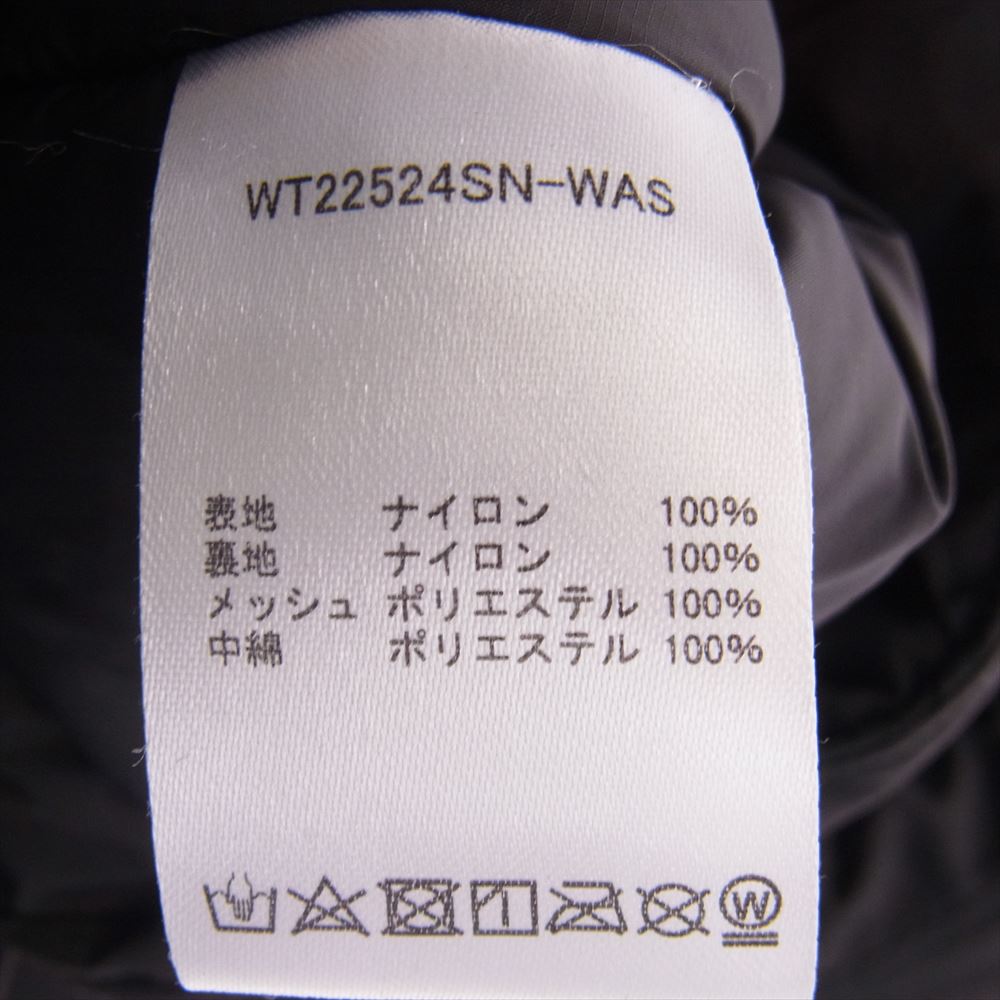 WT22524SN-WAS
表地 ナイロン 100%
裏地 ナイロン 100%
メッシュ ポリエステル 100%
中綿 ポリエステル 100%
W